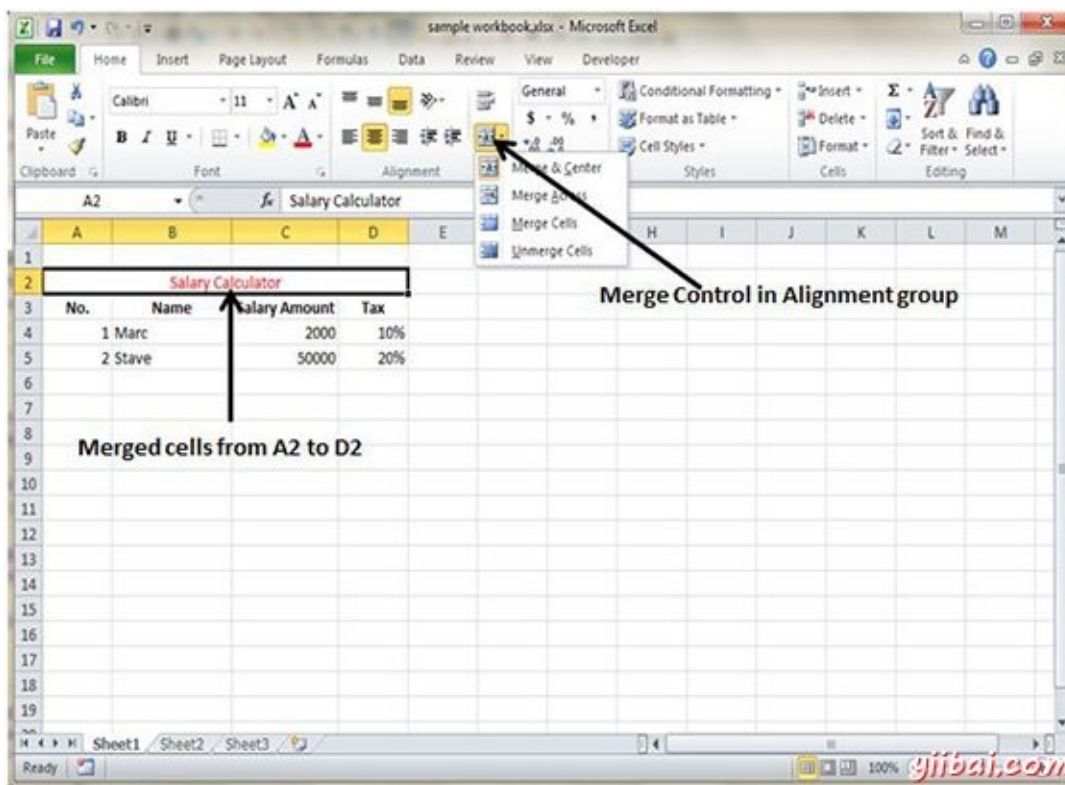 sample workbook.xlsx - Microsoft Excel
File Home Insert Page Layout Formulas Data Review View Developer
Calibri 11 A A General Conditional Formatting Insert Σ
Paste B I U A $ % , Format as Table Delete Sort & Find &
Cell Styles Format Filter Select
Clipboard Font Alignment Styles Cells Editing
Merge & Center
Merge Across
Merge Cells
Unmerge Cells
A2 fx Salary Calculator
A B C D E H I J K L M
1
2 Salary Calculator
3 No. Name Salary Amount Tax
4 1 Marc 2000 10%
5 2 Stave 50000 20%
6
7
8
9
10
11
12
13
14
15
16
17
18
19
Merge Control in Alignment group
Merged cells from A2 to D2
Sheet1 Sheet2 Sheet3
Ready 100%
yiibai.com